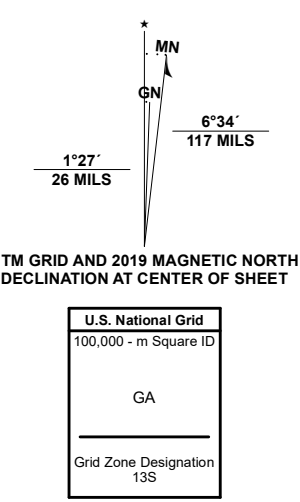 ★
MN
GN
6°34´
117 MILS
1°27´
26 MILS
TM GRID AND 2019 MAGNETIC NORTH
DECLINATION AT CENTER OF SHEET
U.S. National Grid
100,000 - m Square ID
GA
Grid Zone Designation
13S